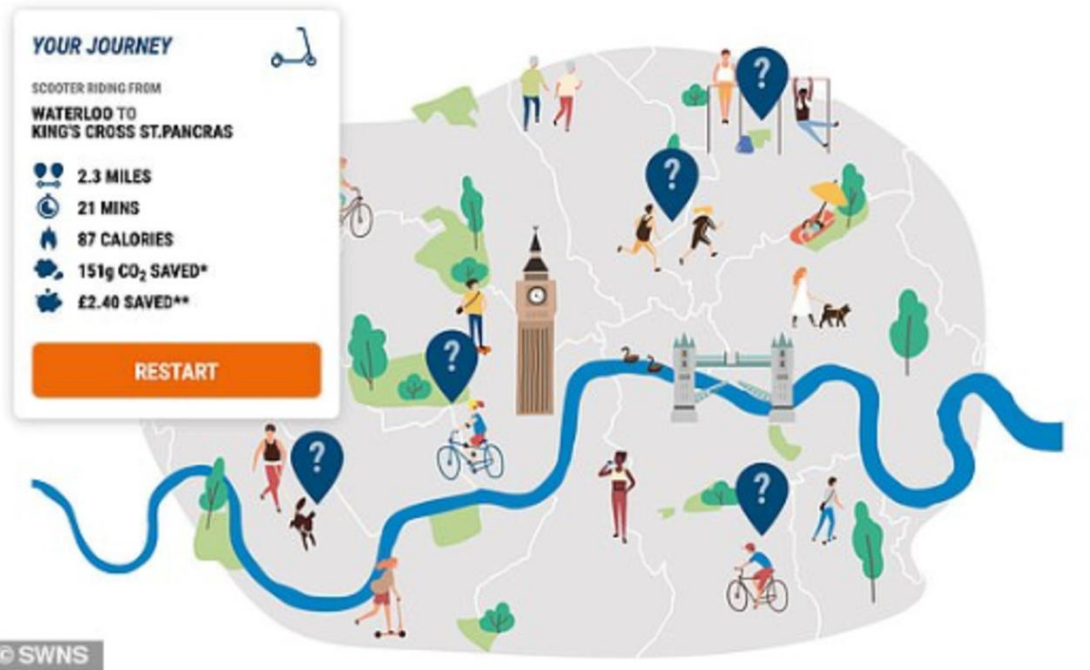 YOUR JOURNEY
SCOOTER RIDING FROM
WATERLOO TO
KING'S CROSS ST.PANCRAS
2.3 MILES
21 MINS
87 CALORIES
151g CO₂ SAVED*
£2.40 SAVED**
RESTART
?
?
?
?
?
© SWNS